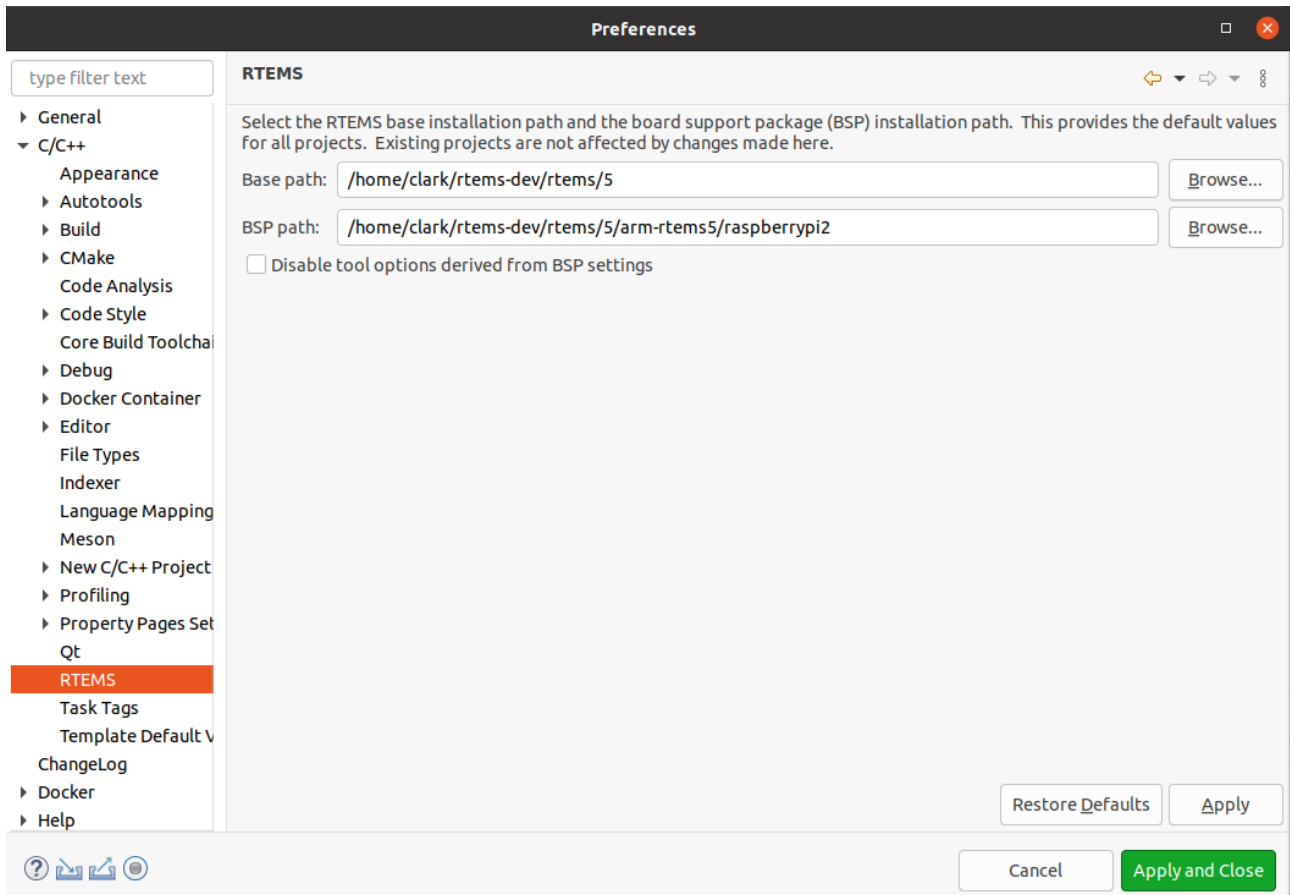 Preferences
type filter text
General
C/C++
Appearance
Autotools
Build
CMake
Code Analysis
Code Style
Core Build Toolchai
Debug
Docker Container
Editor
File Types
Indexer
Language Mapping
Meson
New C/C++ Project
Profiling
Property Pages Set
Qt
RTEMS
Task Tags
Template Default V
ChangeLog
Docker
Help
RTEMS
Select the RTEMS base installation path and the board support package (BSP) installation path. This provides the default values
for all projects. Existing projects are not affected by changes made here.
Base path: /home/clark/rtems-dev/rtems/5 Browse...
BSP path: /home/clark/rtems-dev/rtems/5/arm-rtems5/raspberrypi2 Browse...
Disable tool options derived from BSP settings
Restore Defaults Apply
Cancel Apply and Close